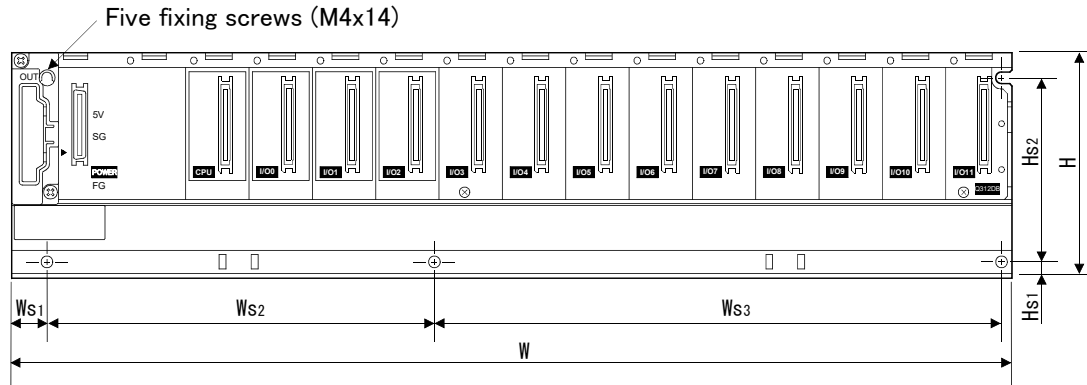 Five fixing screws (M4x14)
OUT
5V
SG
POWER
FG
CPU
I/O0
I/O1
I/O2
I/O3
I/O4
I/O5
I/O6
I/O7
I/O8
I/O9
I/O10
I/O11
Q312DB
Hs2
H
Hs1
Ws1
Ws2
Ws3
W